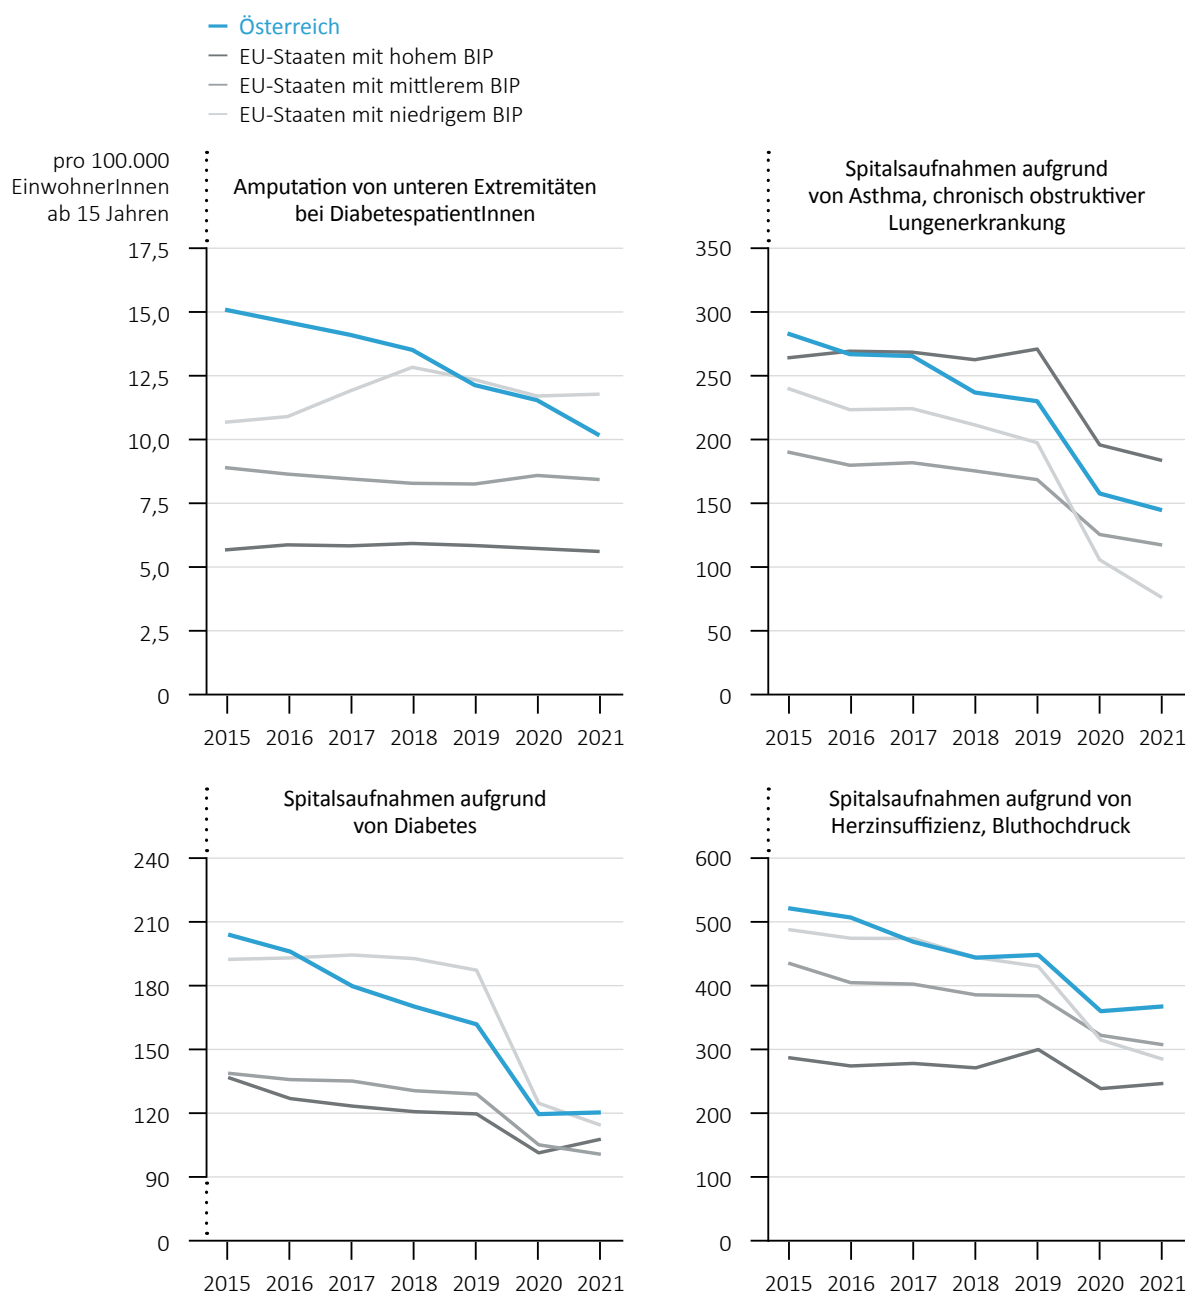 Österreich
EU-Staaten mit hohem BIP
EU-Staaten mit mittlerem BIP
EU-Staaten mit niedrigem BIP
pro 100.000
EinwohnerInnen
ab 15 Jahren
Amputation von unteren Extremitäten
bei DiabetespatientInnen
17,5
15,0
12,5
10,0
7,5
5,0
2,5
0
2015 2016 2017 2018 2019 2020 2021
Spitalsaufnahmen aufgrund
von Asthma, chronisch obstruktiver
Lungenerkrankung
350
300
250
200
150
100
50
0
2015 2016 2017 2018 2019 2020 2021
Spitalsaufnahmen aufgrund
von Diabetes
240
210
180
150
120
90
0
2015 2016 2017 2018 2019 2020 2021
Spitalsaufnahmen aufgrund von
Herzinsuffizienz, Bluthochdruck
600
500
400
300
200
100
0
2015 2016 2017 2018 2019 2020 2021